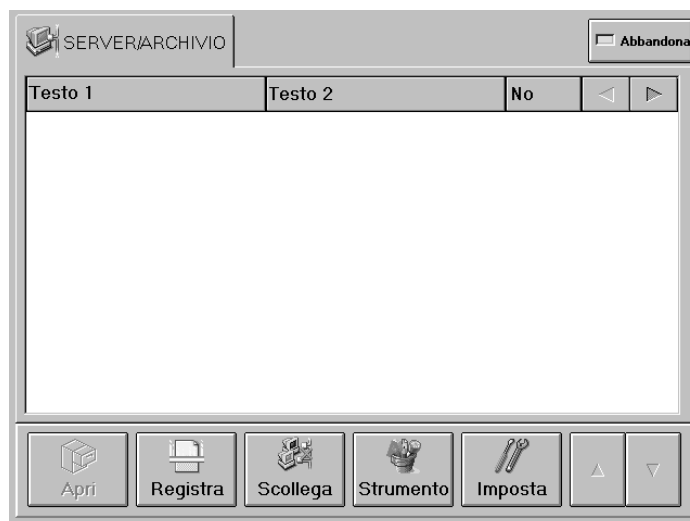 SERVER/ARCHIVIO
Abbandona
Testo 1 Testo 2 No
Apri Registra Scollega Strumento Imposta